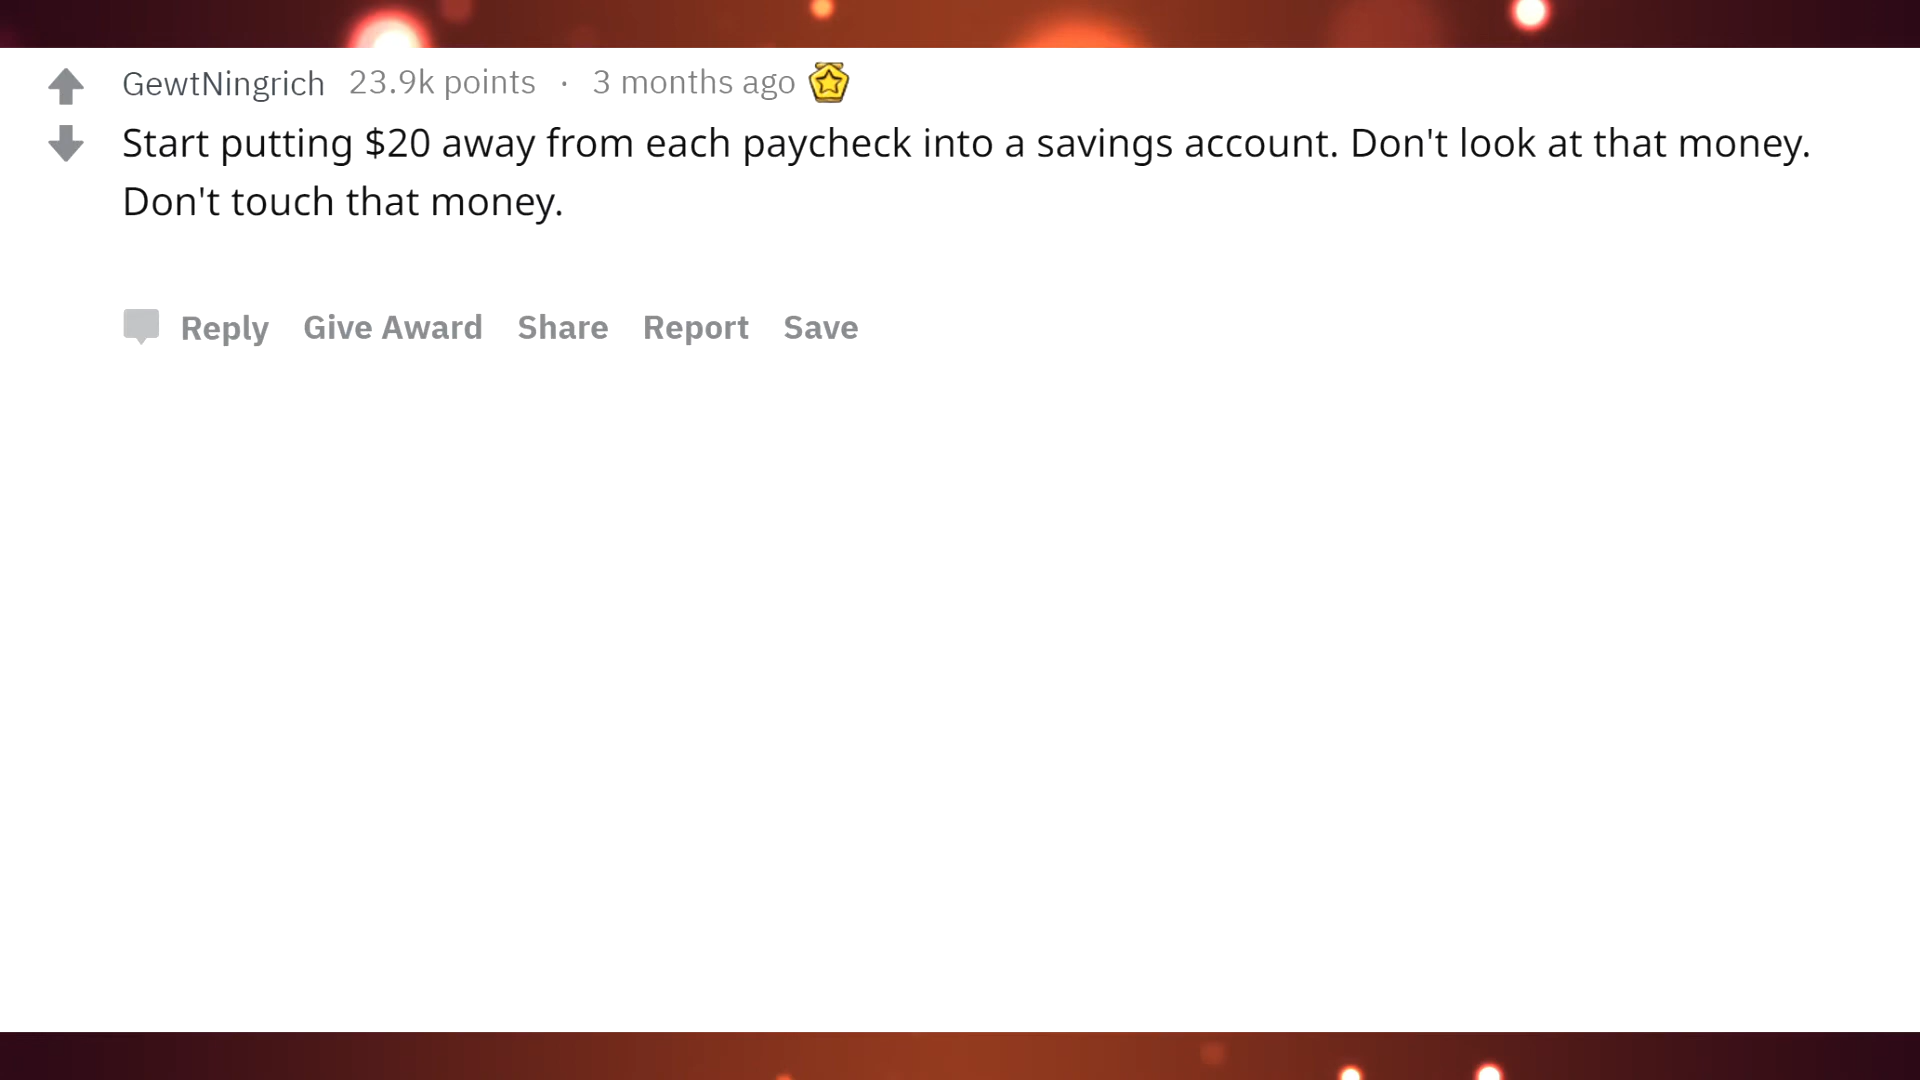 GewtNingrich 23.9k points · 3 months ago
Start putting $20 away from each paycheck into a savings account. Don't look at that money.
Don't touch that money.
Reply Give Award Share Report Save